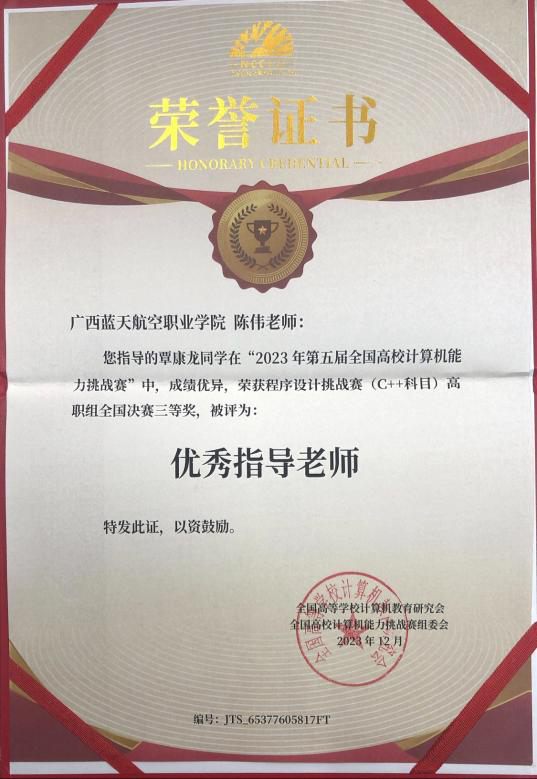 NCCCU
荣誉证书
HONORARY CREDENTIAL
广西蓝天航空职业学院 陈伟老师:
您指导的覃康龙同学在“2023 年第五届全国高校计算机能
力挑战赛”中，成绩优异，荣获程序设计挑战赛（C++科目）高
职组全国决赛三等奖，被评为:
优秀指导老师
特发此证，以资鼓励。
全国高等学校计算机教育研究会
全国高校计算机能力挑战赛组委会
2023 年 12 月
编号: JTS_65377605817FT